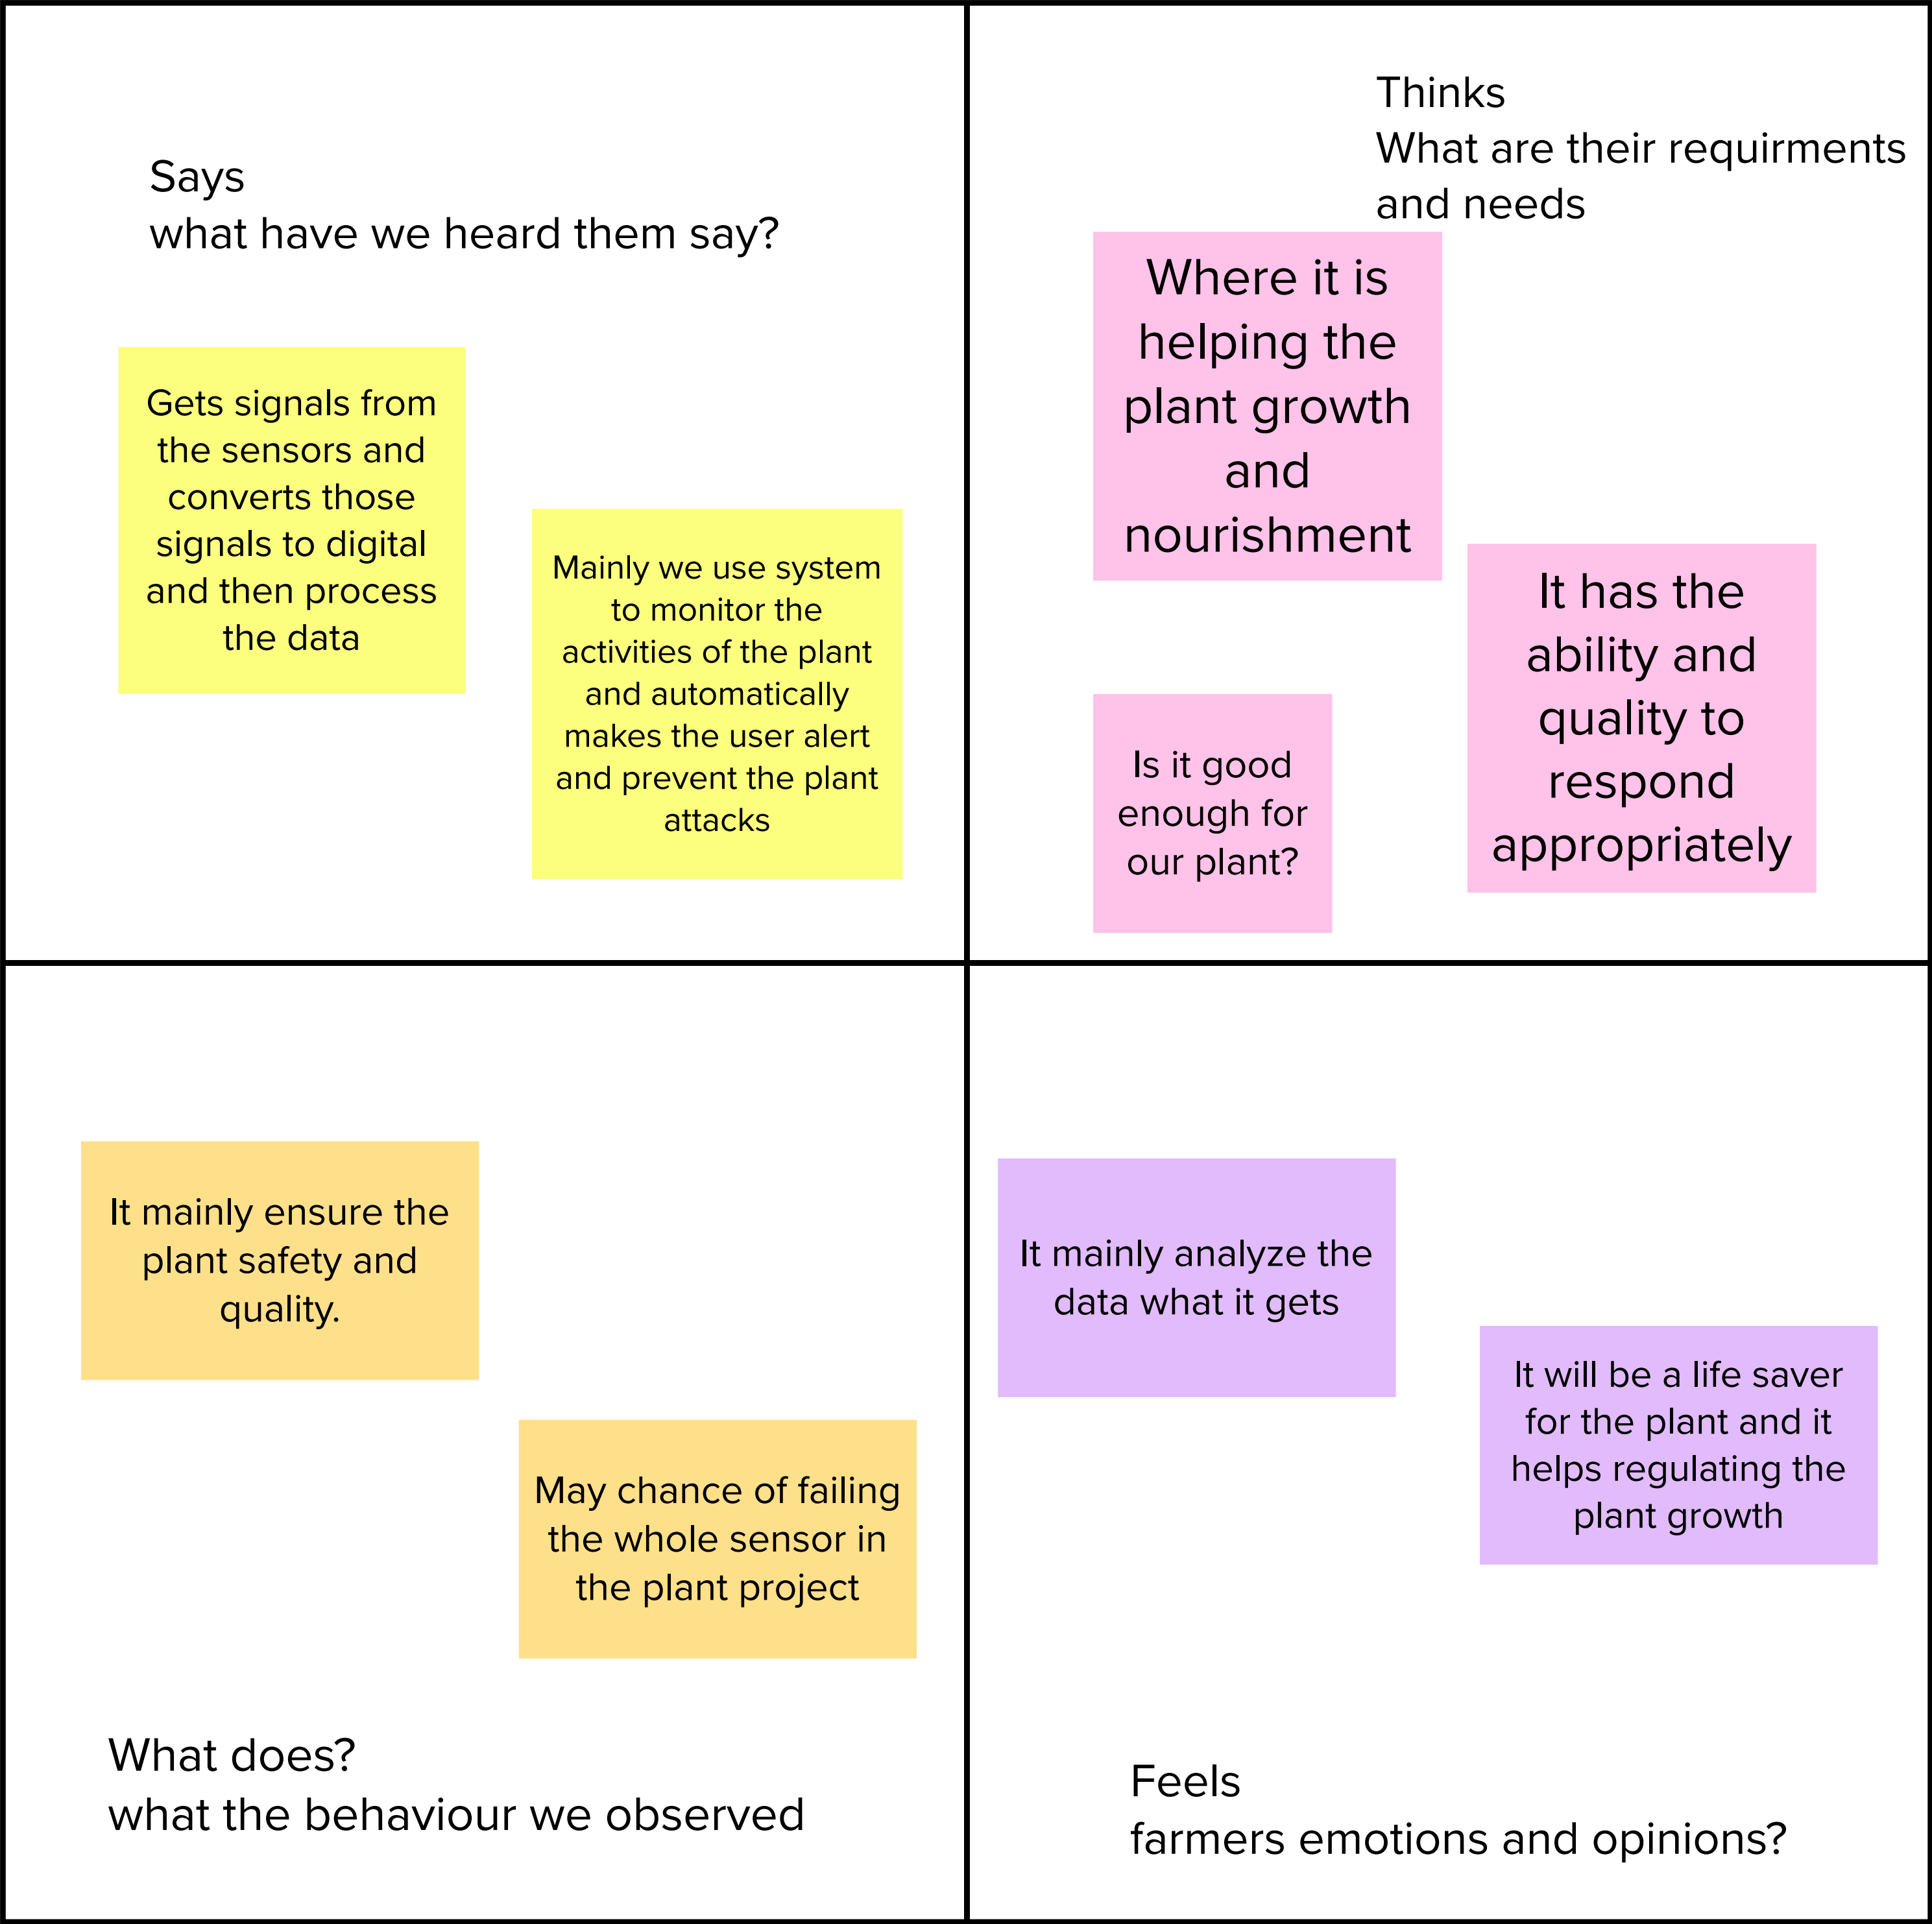 Says
what have we heard them say?
Gets signals from
the sensors and
converts those
signals to digital
and then process
the data
Mainly we use system
to monitor the
activities of the plant
and automatically
makes the user alert
and prevent the plant
attacks
Thinks
What are their requirments
and needs
Where it is
helping the
plant growth
and
nourishment
It has the
ability and
quality to
respond
appropriately
Is it good
enough for
our plant?
It mainly ensure the
plant safety and
quality.
May chance of failing
the whole sensor in
the plant project
What does?
what the behaviour we observed
It mainly analyze the
data what it gets
It will be a life saver
for the plant and it
helps regulating the
plant growth
Feels
farmers emotions and opinions?